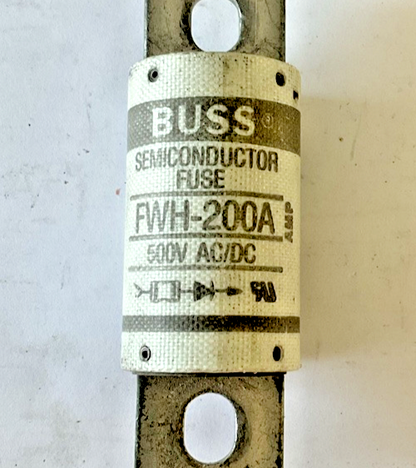 BUSS®
SEMICONDUCTOR
FUSE
FWH-200A
AMP
500V AC/DC